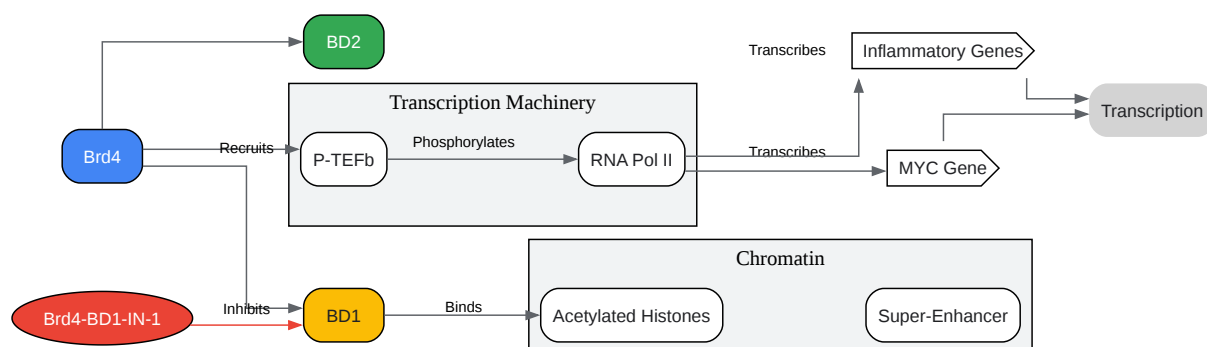 BD2
Transcribes
Inflammatory Genes
Transcription Machinery
Transcription
Brd4
Recruits
P-TEFb
Phosphorylates
RNA Pol II
Transcribes
MYC Gene
Chromatin
Brd4-BD1-IN-1
Inhibits
BD1
Binds
Acetylated Histones
Super-Enhancer